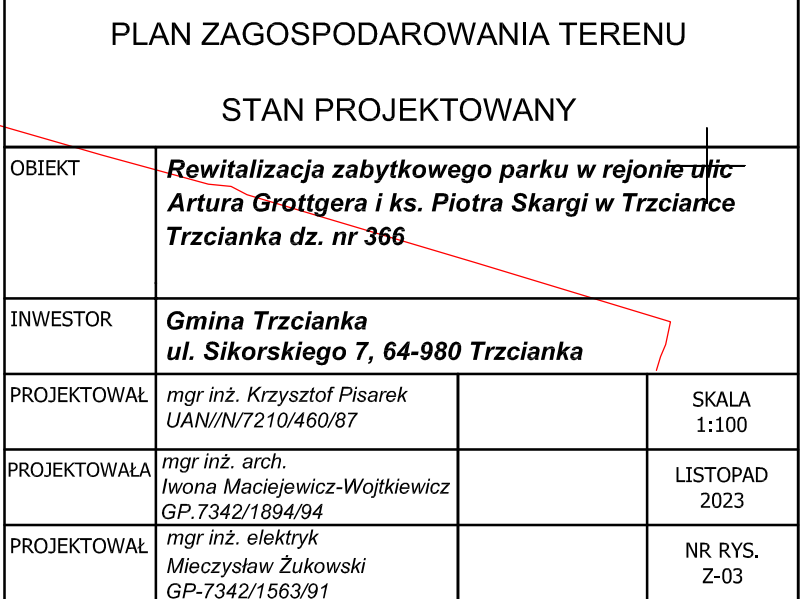 PLAN ZAGOSPODAROWANIA TERENU
STAN PROJEKTOWANY
OBIEKT
Rewitalizacja zabytkowego parku w rejonie ulic
Artura Grottgera i ks. Piotra Skargi w Trzciance
Trzcianka dz. nr 366
INWESTOR
Gmina Trzcianka
ul. Sikorskiego 7, 64-980 Trzcianka
PROJEKTOWAŁ
mgr inż. Krzysztof Pisarek
UAN//N/7210/460/87
SKALA
1:100
PROJEKTOWAŁA
mgr inż. arch.
Iwona Maciejewicz-Wojtkiewicz
GP.7342/1894/94
LISTOPAD
2023
PROJEKTOWAŁ
mgr inż. elektryk
Mieczysław Żukowski
GP-7342/1563/91
NR RYS.
Z-03